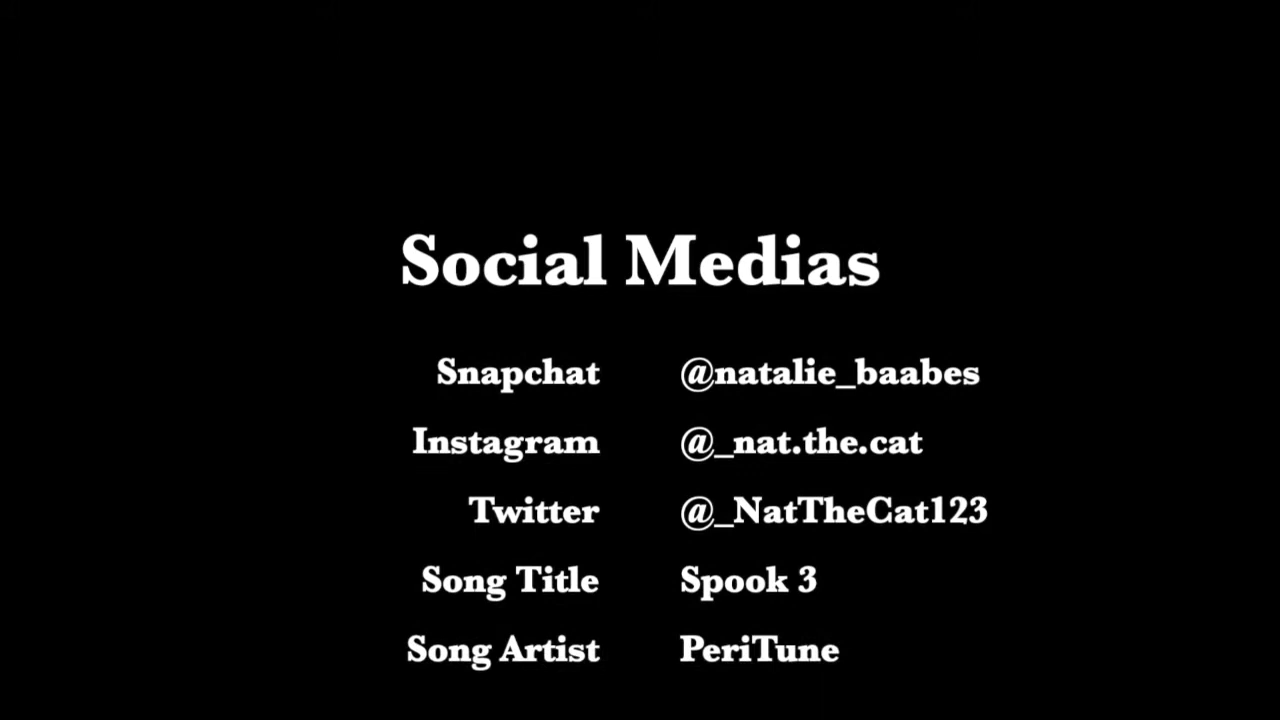 Social Medias
Snapchat @natalie_baabes
Instagram @_nat.the.cat
Twitter @_NatTheCat123
Song Title Spook 3
Song Artist PeriTune